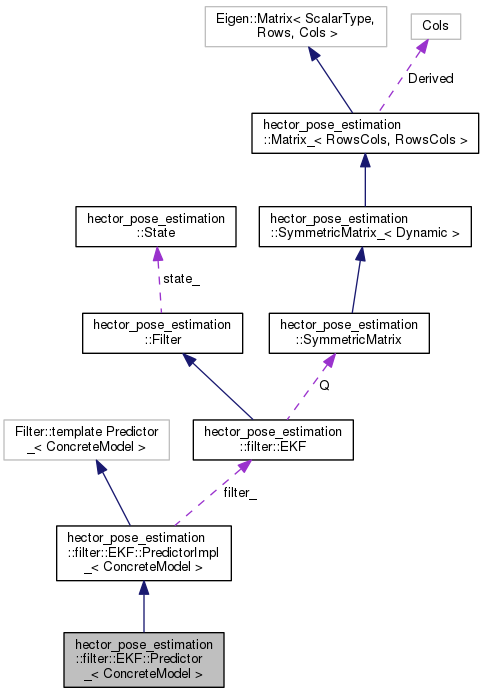 Eigen::Matrix< ScalarType,
Rows, Cols >
Cols
Derived
hector_pose_estimation
::Matrix_< RowsCols, RowsCols >
hector_pose_estimation
::State
hector_pose_estimation
::SymmetricMatrix_< Dynamic >
state_
hector_pose_estimation
::Filter
hector_pose_estimation
::SymmetricMatrix
Q
Filter::template Predictor
_< ConcreteModel >
hector_pose_estimation
::filter::EKF
filter_
hector_pose_estimation
::filter::EKF::PredictorImpl
_< ConcreteModel >
hector_pose_estimation
::filter::EKF::Predictor
_< ConcreteModel >